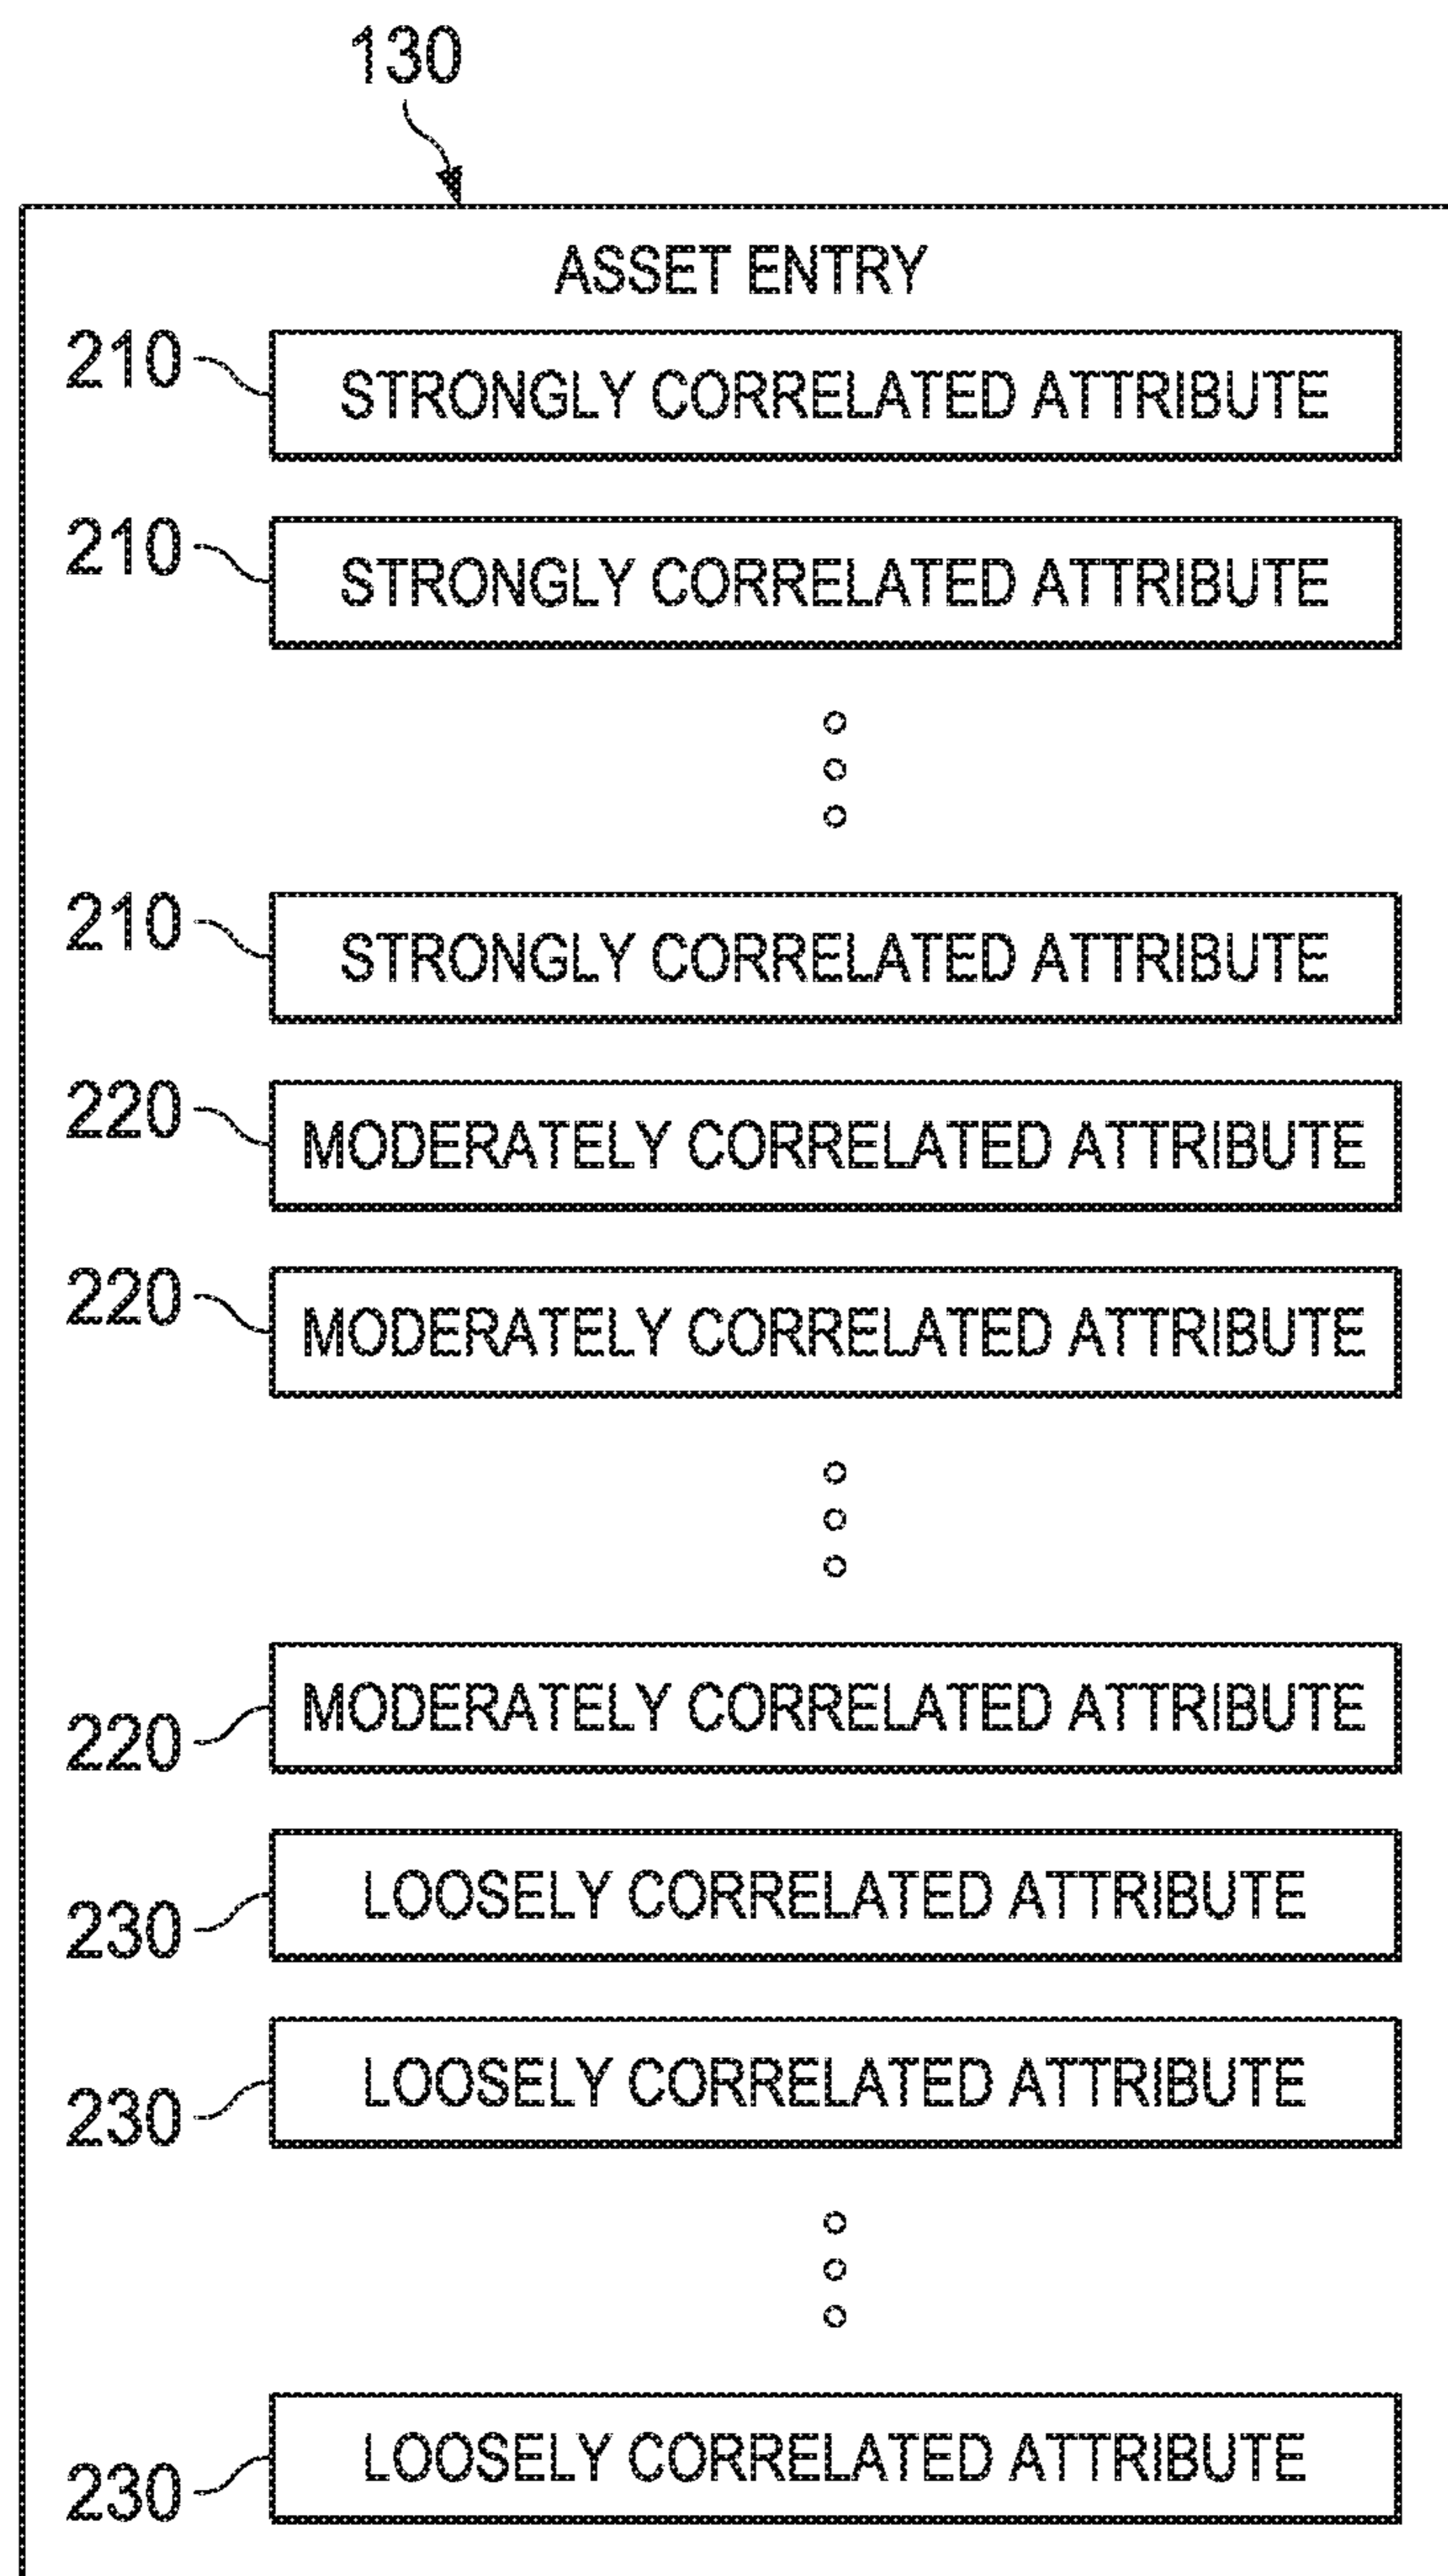 130
ASSET ENTRY
210 STRONGLY CORRELATED ATTRIBUTE
210 STRONGLY CORRELATED ATTRIBUTE
210 STRONGLY CORRELATED ATTRIBUTE
220 MODERATELY CORRELATED ATTRIBUTE
220 MODERATELY CORRELATED ATTRIBUTE
220 MODERATELY CORRELATED ATTRIBUTE
230 LOOSELY CORRELATED ATTRIBUTE
230 LOOSELY CORRELATED ATTRIBUTE
230 LOOSELY CORRELATED ATTRIBUTE